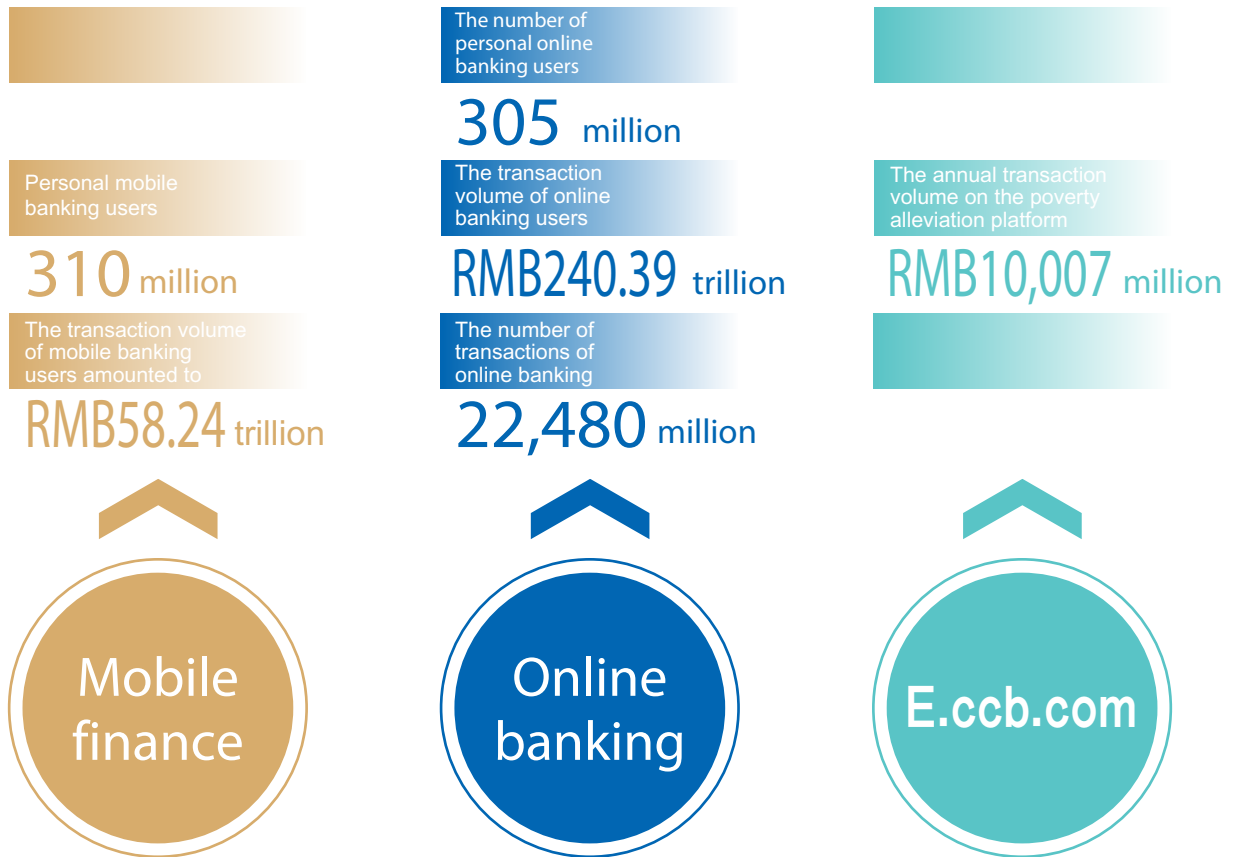 Personal mobile
banking users
310 million
The transaction volume
of mobile banking
users amounted to
RMB58.24 trillion
Mobile
finance
The number of
personal online
banking users
305 million
The transaction
volume of online
banking users
RMB240.39 trillion
The number of
transactions of
online banking
22,480 million
Online
banking
The annual transaction
volume on the poverty
alleviation platform
RMB10,007 million
E.ccb.com